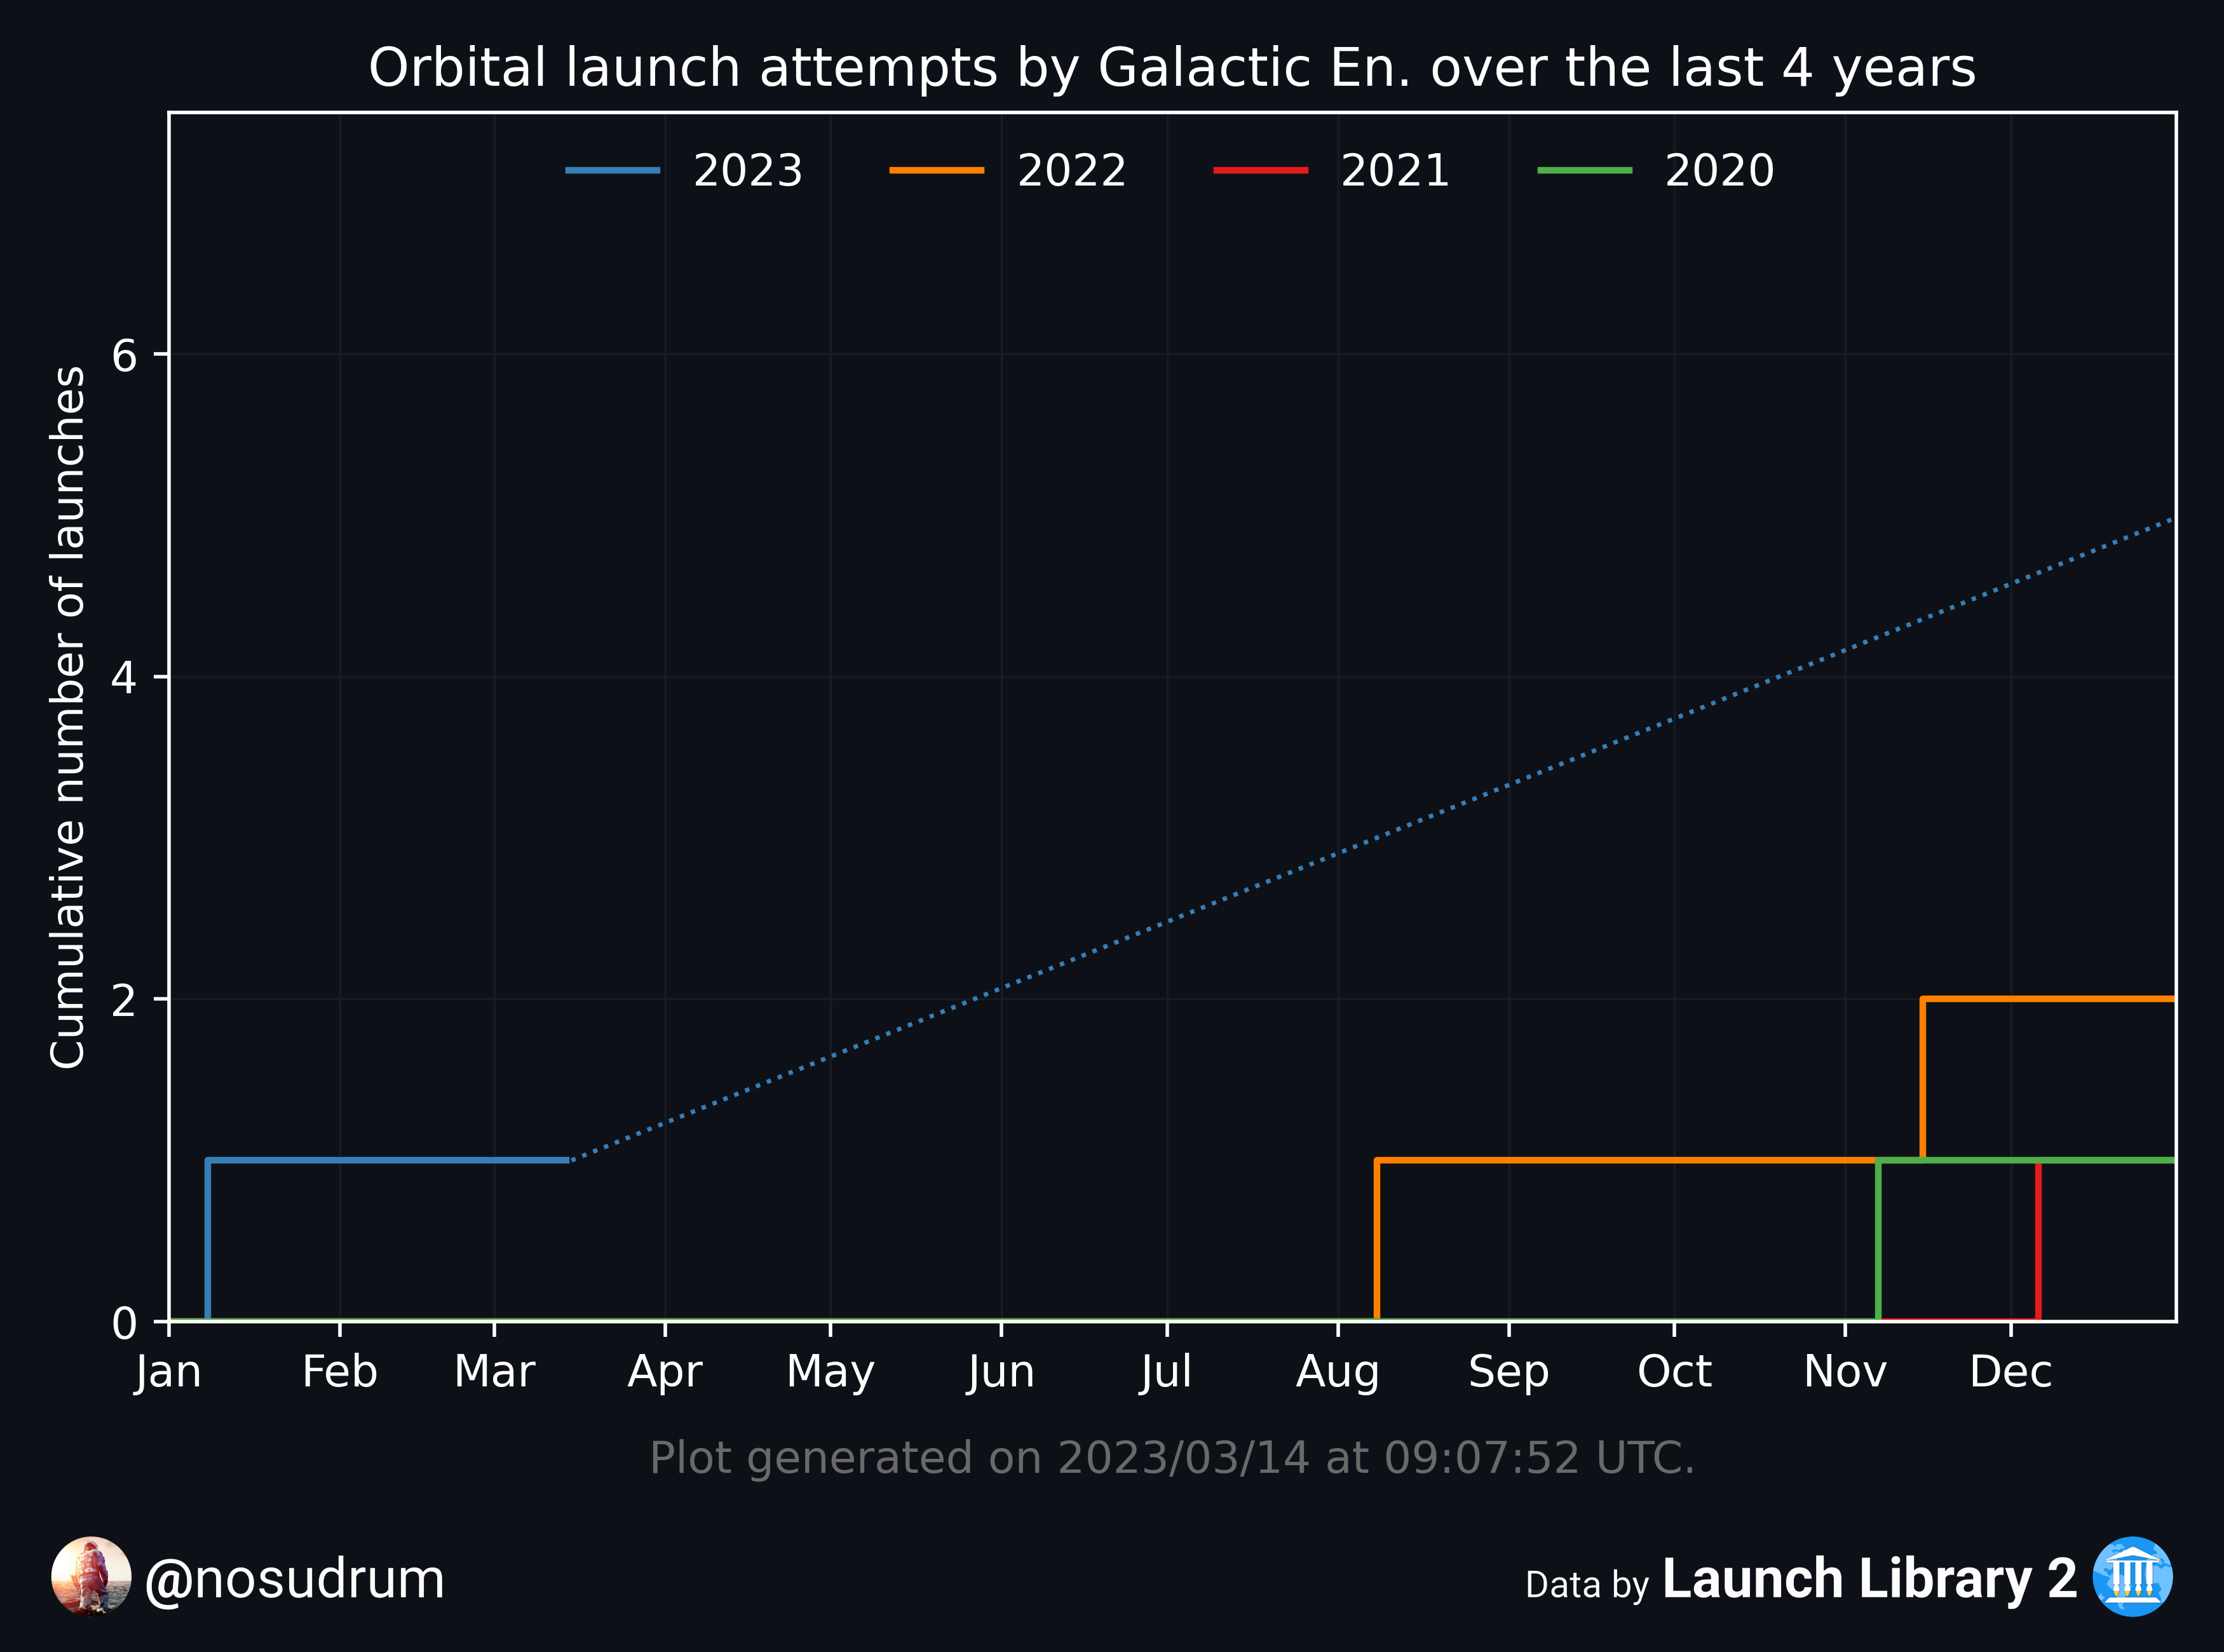 Orbital launch attempts by Galactic En. over the last 4 years
2023 2022 2021 2020
Cumulative number of launches
6
4
2
0
Jan Feb Mar Apr May Jun Jul Aug Sep Oct Nov Dec
Plot generated on 2023/03/14 at 09:07:52 UTC.
@nosudrum
Data by Launch Library 2